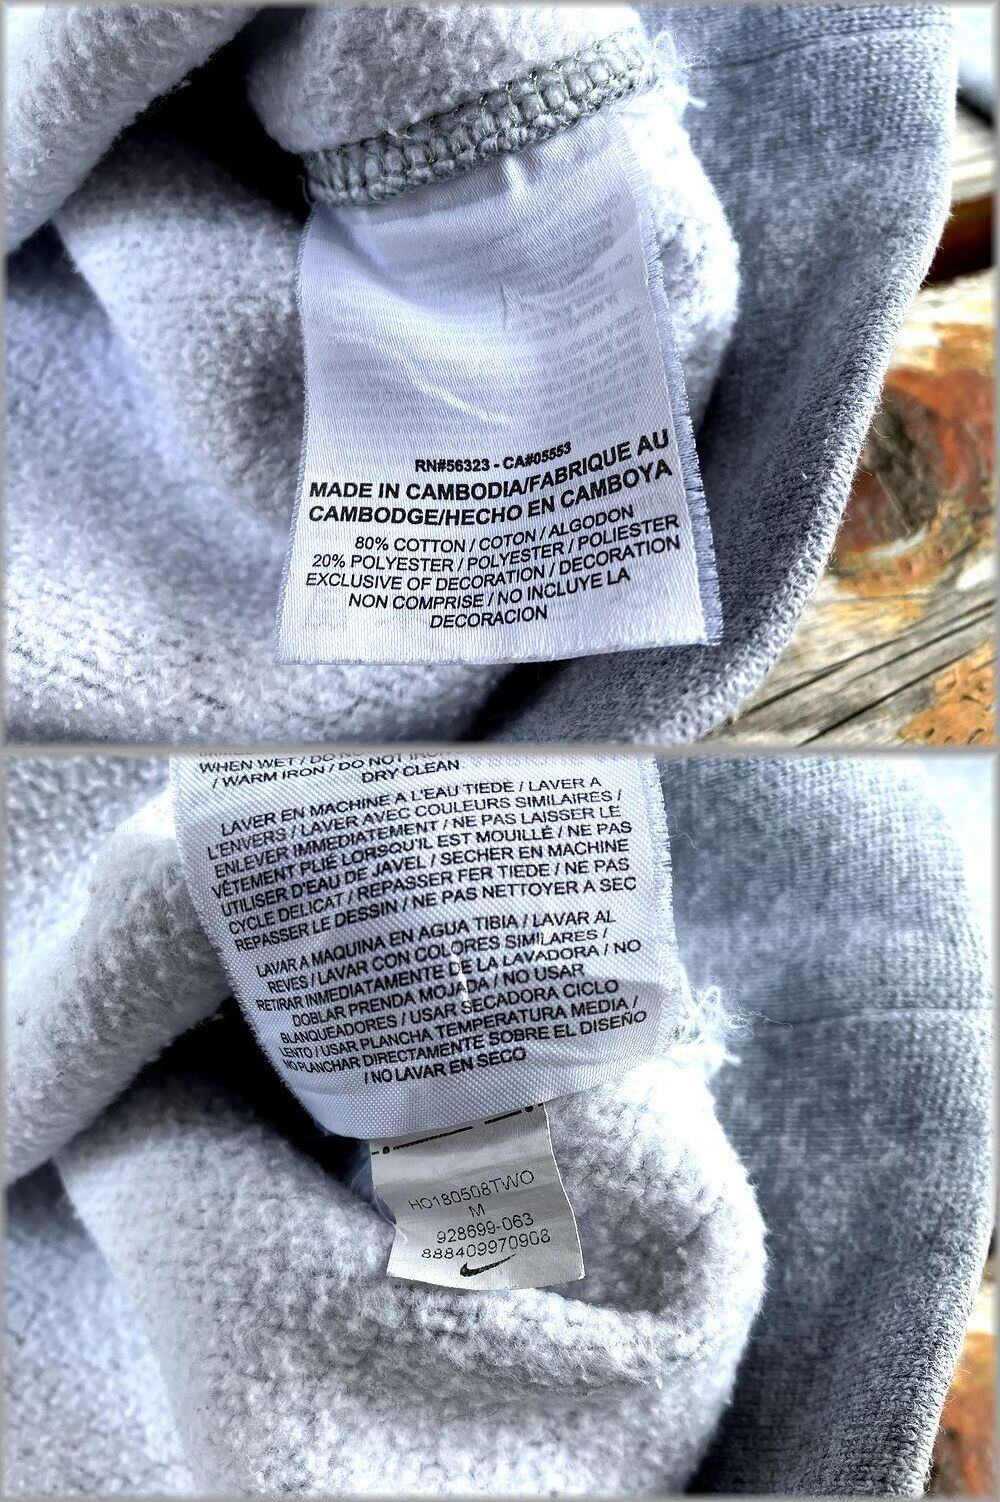 RN#56323 - CA#05553
MADE IN CAMBODIA/FABRIQUE AU
CAMBODGE/HECHO EN CAMBOYA
80% COTTON / COTON / ALGODON
20% POLYESTER / POLYESTER / POLIESTER
EXCLUSIVE OF DECORATION / DECORATION
NON COMPRISE / NO INCLUYE LA
DECORACION
WHEN WET / DO NOT
/ WARM IRON / DO NOT IRON
DRY CLEAN
LAVER EN MACHINE A L'EAU TIEDE / LAVER A
L'ENVERS / LAVER AVEC COULEURS SIMILAIRES /
ENLEVER IMMEDIATEMENT / NE PAS LAISSER LE
VÊTEMENT PLIÉ LORSQU'IL EST MOUILLÉ / NE PAS
UTILISER D'EAU DE JAVEL / SECHER EN MACHINE
CYCLE DELICAT / REPASSER FER TIEDE / NE PAS
REPASSER LE DESSIN / NE PAS NETTOYER A SEC
LAVAR A MAQUINA EN AGUA TIBIA / LAVAR AL
REVES / LAVAR CON COLORES SIMILARES /
RETIRAR INMEDIATAMENTE DE LA LAVADORA / NO
DOBLAR PRENDA MOJADA / NO USAR
BLANQUEADORES / USAR SECADORA CICLO
LENTO / USAR PLANCHA TEMPERATURA MEDIA /
NO PLANCHAR DIRECTAMENTE SOBRE EL DISEÑO
/ NO LAVAR EN SECO
HO180508TWO
M
928699-063
888409970908